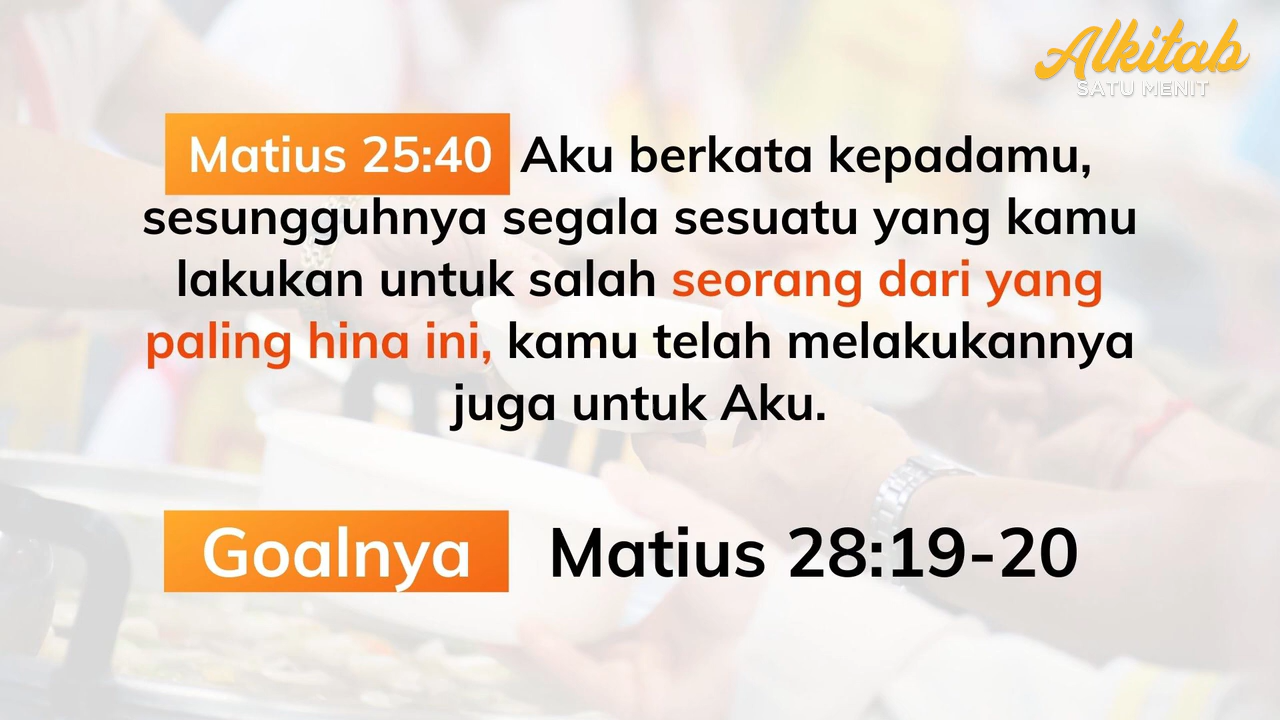 Alkitab
SATU MENIT
Matius 25:40 Aku berkata kepadamu,
sesungguhnya segala sesuatu yang kamu
lakukan untuk salah seorang dari yang
paling hina ini, kamu telah melakukannya
juga untuk Aku.
Goalnya Matius 28:19-20